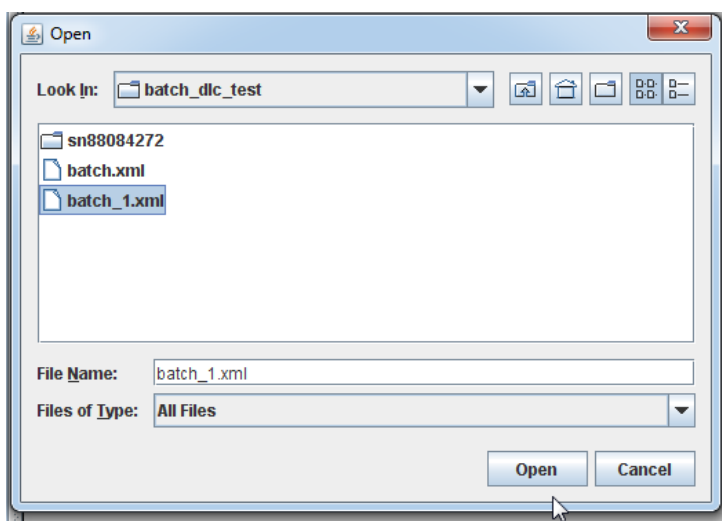 Open
Look In: batch_dlc_test
sn88084272
batch.xml
batch_1.xml
File Name: batch_1.xml
Files of Type: All Files
Open Cancel